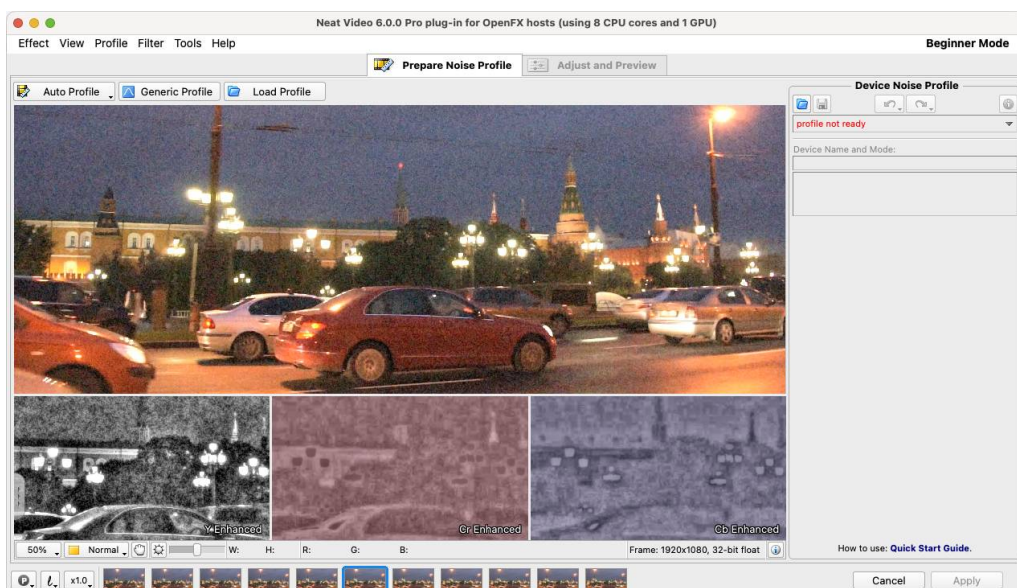 Neat Video 6.0.0 Pro plug-in for OpenFX hosts (using 8 CPU cores and 1 GPU)
Effect View Profile Filter Tools Help Beginner Mode
Prepare Noise Profile Adjust and Preview
Auto Profile Generic Profile Load Profile
Device Noise Profile
profile not ready
Device Name and Mode:
Y Enhanced Cr Enhanced Cb Enhanced
50% Normal W: H: R: G: B: Frame: 1920x1080, 32-bit float
How to use: Quick Start Guide.
x1.0 Cancel Apply